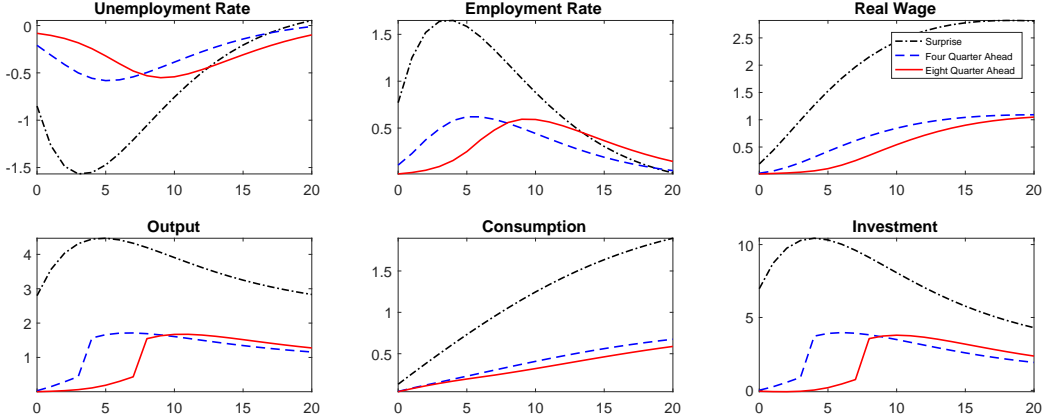 Unemployment Rate
0
-0.5
-1
-1.5
0 5 10 15 20
Employment Rate
1.5
1
0.5
0 5 10 15 20
Real Wage
2.5
2
1.5
1
0.5
0 5 10 15 20
Surprise
Four Quarter Ahead
Eight Quarter Ahead
Output
4
3
2
1
0 5 10 15 20
Consumption
1.5
1
0.5
0 5 10 15 20
Investment
10
5
0
0 5 10 15 20